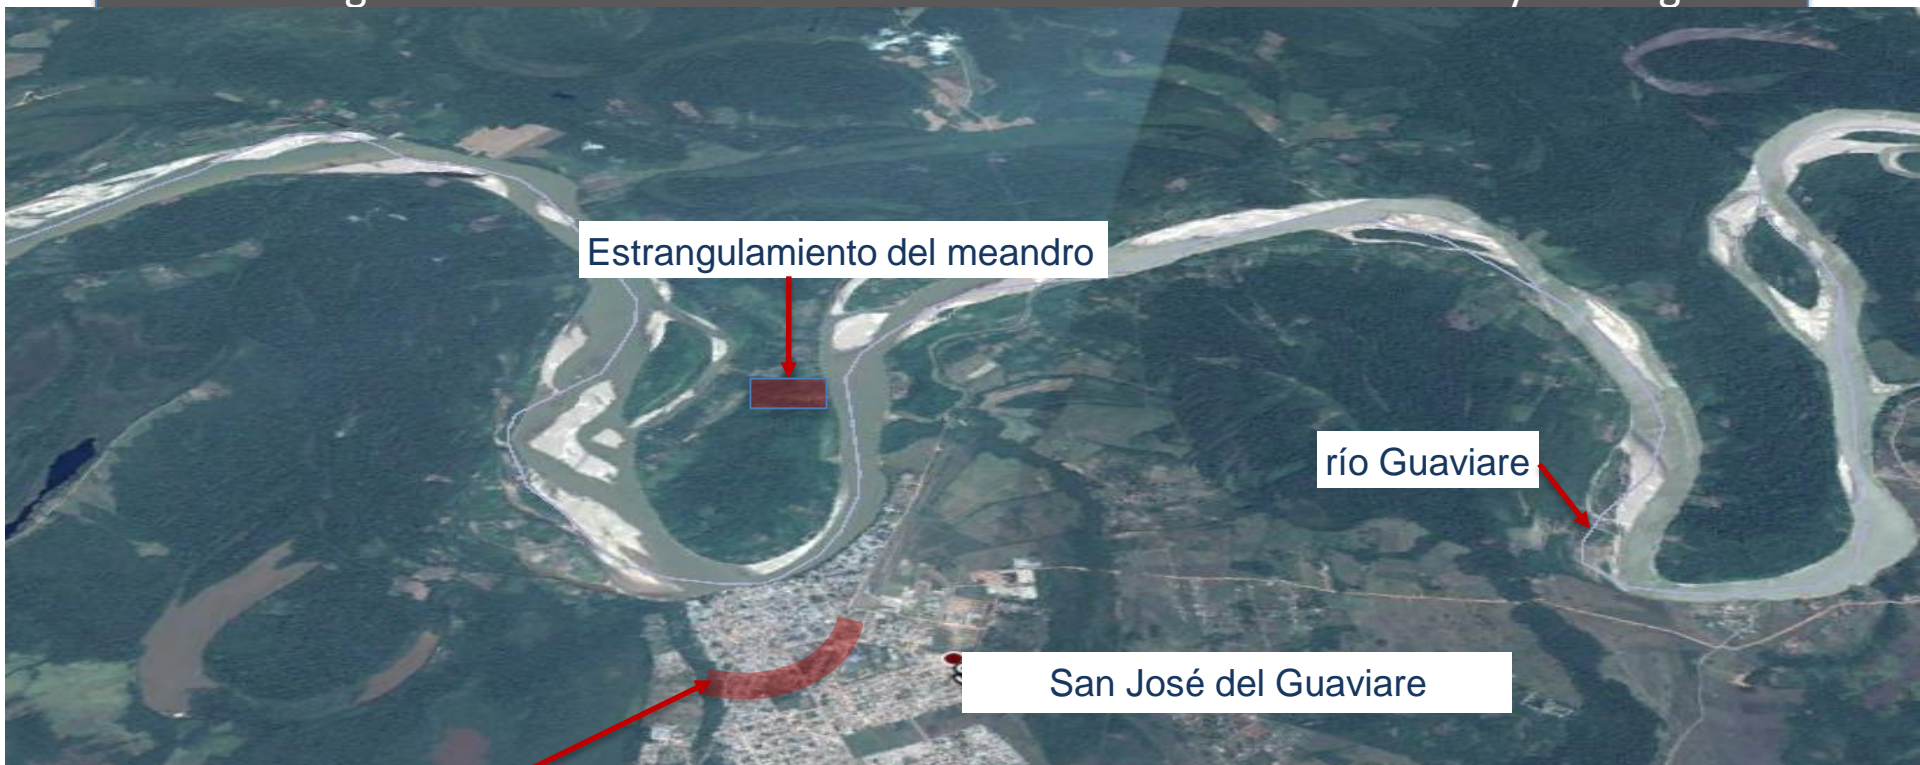 Estrangulamiento del meandro
río Guaviare
San José del Guaviare